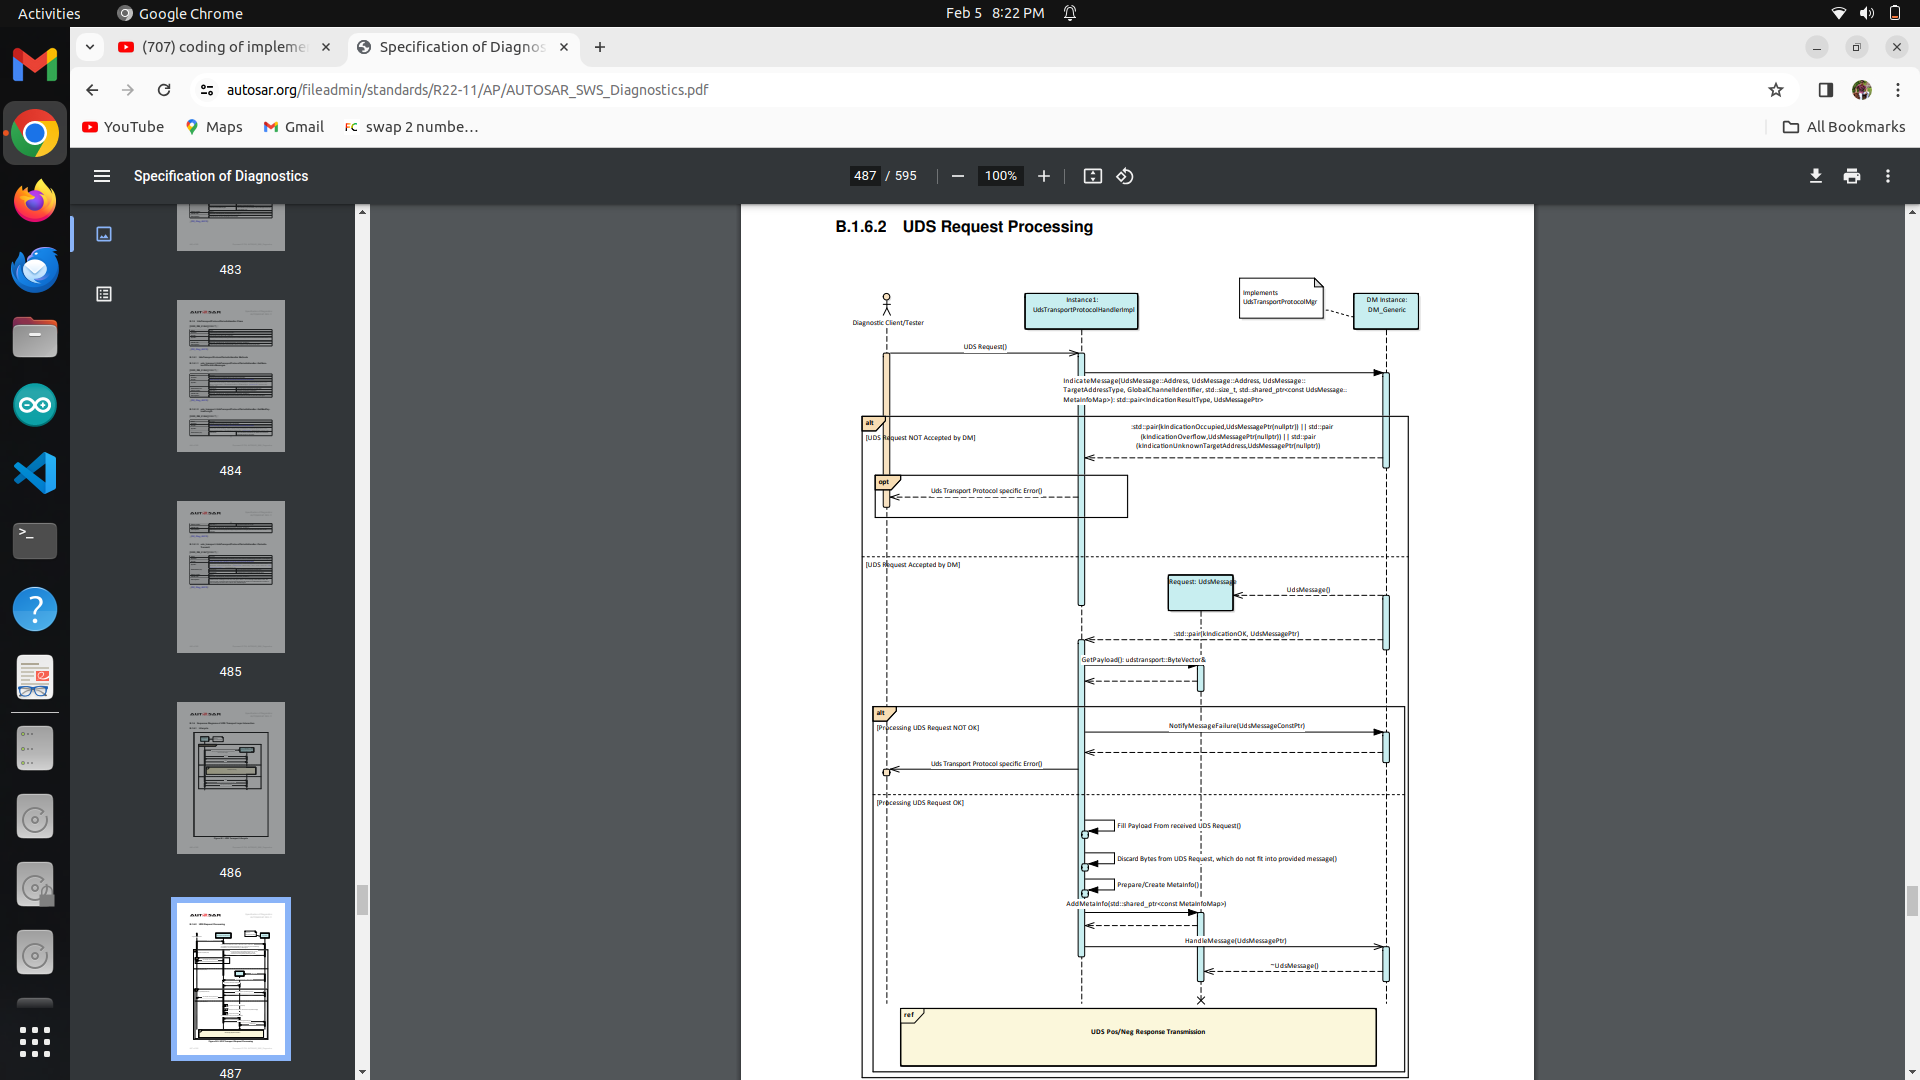 Activities
Google Chrome
Feb 5 8:22 PM
(707) coding of impleme
Specification of Diagnos
autosar.org/fileadmin/standards/R22-11/AP/AUTOSAR_SWS_Diagnostics.pdf
YouTube
Maps
Gmail
FC swap 2 numbe...
All Bookmarks
Specification of Diagnostics
487 / 595
100%
483
484
485
486
487
B.1.6.2 UDS Request Processing
Diagnostic Client/Tester
Instance1:
UdsTransportProtocolHandlerImpl
Implements
UdsTransportProtocolMgr
DM Instance:
DM_Generic
UDS Request()
IndicateMessage(UdsMessage::Address, UdsMessage::Address, UdsMessage::
TargetAddressType, GlobalChannelIdentifier, std::size_t, std::shared_ptr<const UdsMessage::
MetaInfoMap>): std::pair<IndicationResultType, UdsMessagePtr>
alt
[UDS Request NOT Accepted by DM]
:std::pair(kIndicationOccupied,UdsMessagePtr(nullptr)) || std::pair
(kIndicationOverflow,UdsMessagePtr(nullptr)) || std::pair
(kIndicationUnknownTargetAddress,UdsMessagePtr(nullptr))
opt
Uds Transport Protocol specific Error()
[UDS Request Accepted by DM]
Request: UdsMessage
UdsMessage()
:std::pair(kIndicationOK, UdsMessagePtr)
GetPayload(): udstransport::ByteVector&
alt
[Processing UDS Request NOT OK]
NotifyMessageFailure(UdsMessageConstPtr)
Uds Transport Protocol specific Error()
[Processing UDS Request OK]
Fill Payload From received UDS Request()
Discard Bytes from UDS Request, which do not fit into provided message()
Prepare/Create MetaInfo()
AddMetaInfo(std::shared_ptr<const MetaInfoMap>)
HandleMessage(UdsMessagePtr)
~UdsMessage()
ref
UDS Pos/Neg Response Transmission